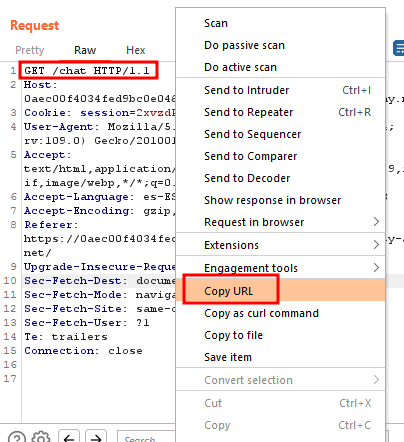 Request
Pretty Raw Hex
1 GET /chat HTTP/1.1
2 Host:
0aec00f4034fed9bc0e046
3 Cookie: session=2xvzd
4 User-Agent: Mozilla/5.
rv:109.0) Gecko/201001
5 Accept:
text/html,application/
if,image/webp,*/*;q=0.
6 Accept-Language: es-ES
7 Accept-Encoding: gzip,
8 Referer:
https://0aec00f4034fed
net/
9 Upgrade-Insecure-Reque
10 Sec-Fetch-Dest: docume
11 Sec-Fetch-Mode: naviga
12 Sec-Fetch-Site: same-o
13 Sec-Fetch-User: ?1
14 Te: trailers
15 Connection: close
16
17
Scan
Do passive scan
Do active scan
Send to Intruder Ctrl+I
Send to Repeater Ctrl+R
Send to Sequencer
Send to Comparer
Send to Decoder
Show response in browser
Request in browser
Extensions
Engagement tools
Copy URL
Copy as curl command
Copy to file
Save item
Convert selection
Cut Ctrl+X
Copy Ctrl+C
Search